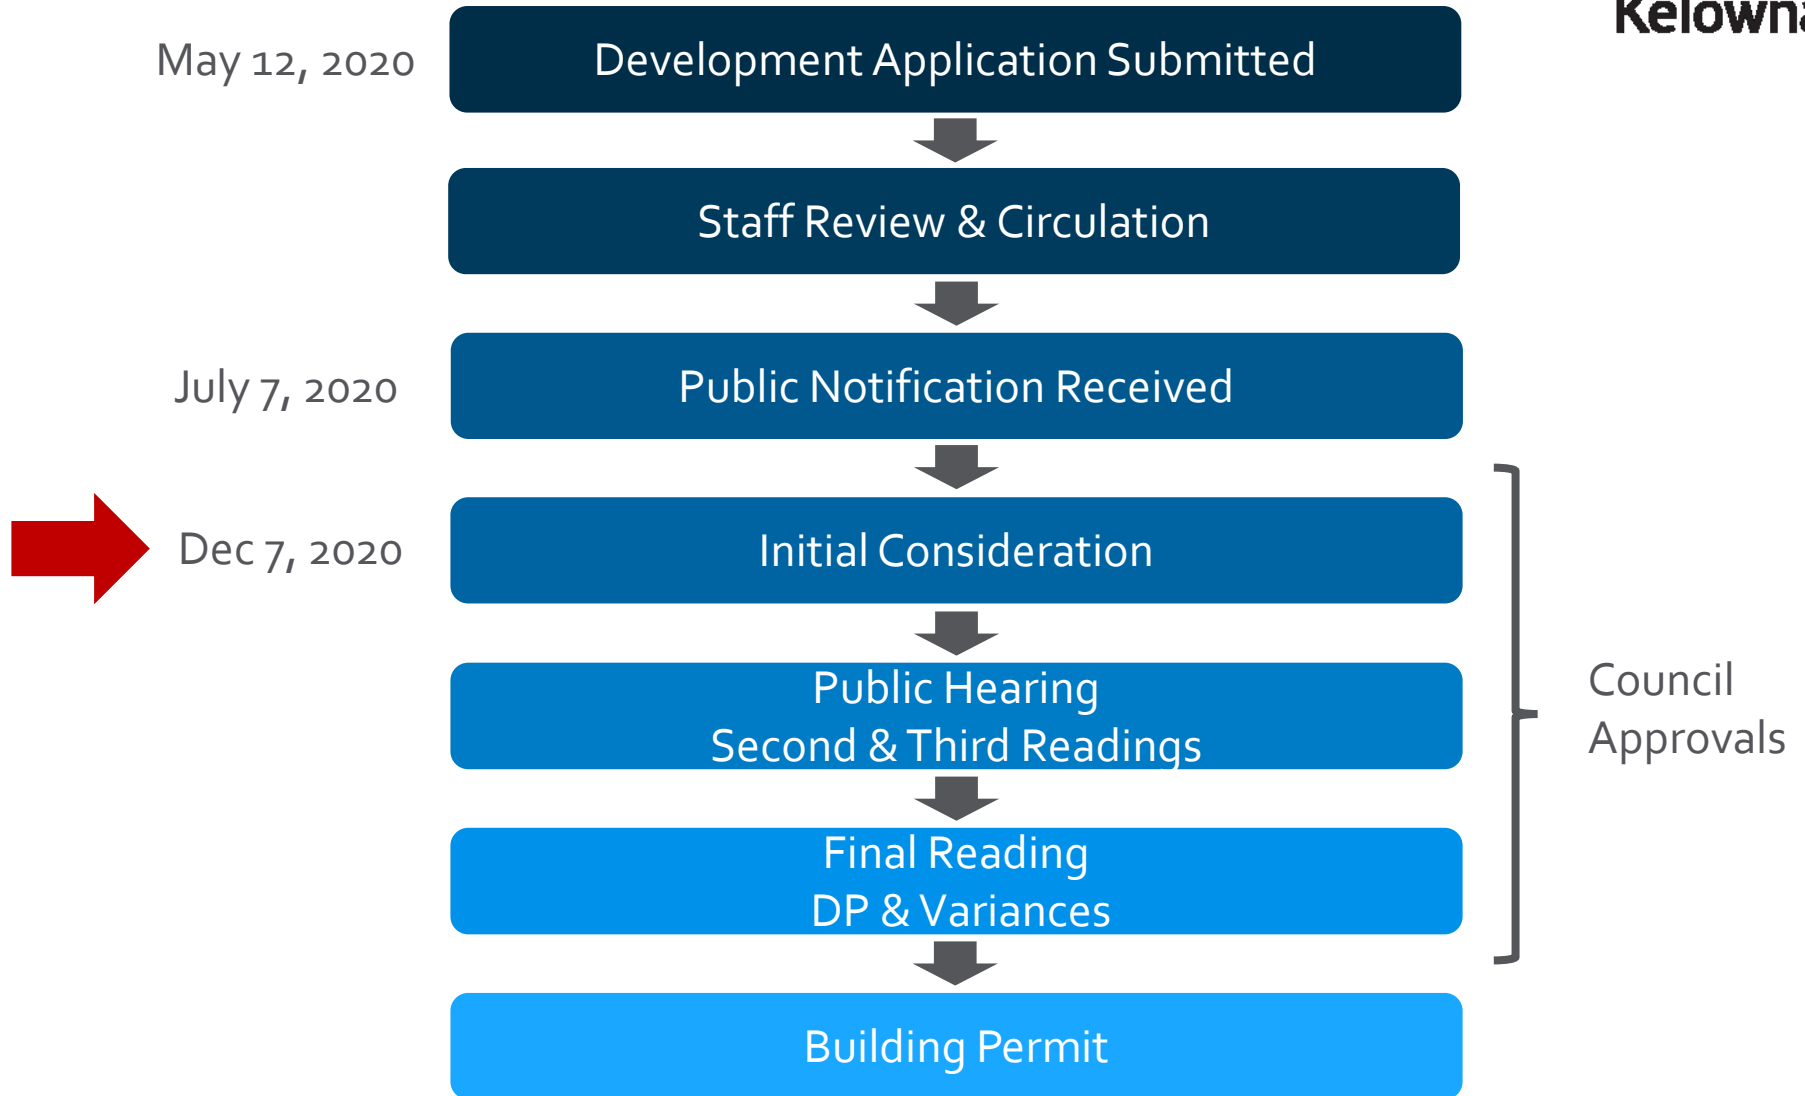 Kelowna
May 12, 2020
Development Application Submitted
Staff Review & Circulation
July 7, 2020
Public Notification Received
Dec 7, 2020
Initial Consideration
Public Hearing
Second & Third Readings
Council
Approvals
Final Reading
DP & Variances
Building Permit